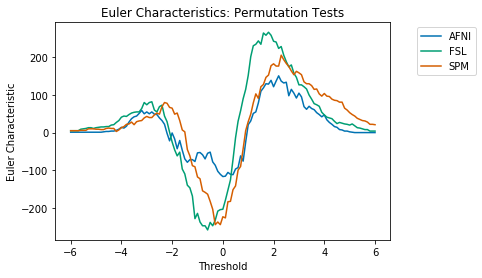 Euler Characteristics: Permutation Tests
Euler Characteristic
200
100
0
−100
−200
−6
−4
−2
0
2
4
6
Threshold
AFNI
FSL
SPM